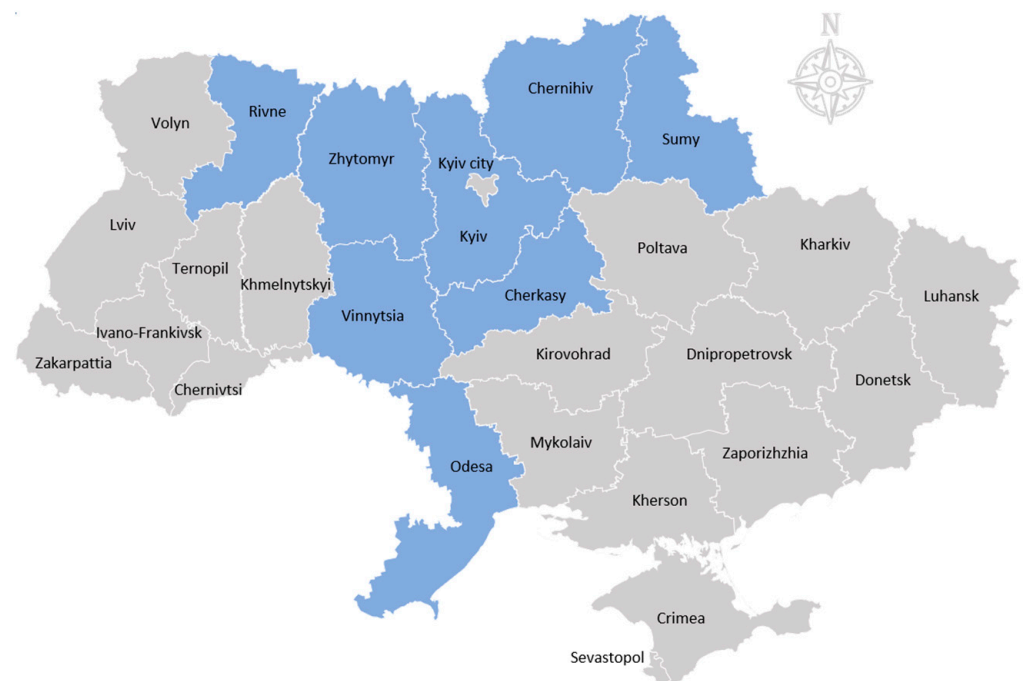 N
Chernihiv
Rivne
Volyn
Sumy
Zhytomyr
Kyiv city
Lviv
Kyiv
Poltava
Kharkiv
Ternopil
Khmelnytskyi
Cherkasy
Luhansk
Vinnytsia
Ivano-Frankivsk
Kirovohrad
Dnipropetrovsk
Zakarpattia
Donetsk
Chernivtsi
Mykolaiv
Zaporizhzhia
Odesa
Kherson
Crimea
Sevastopol